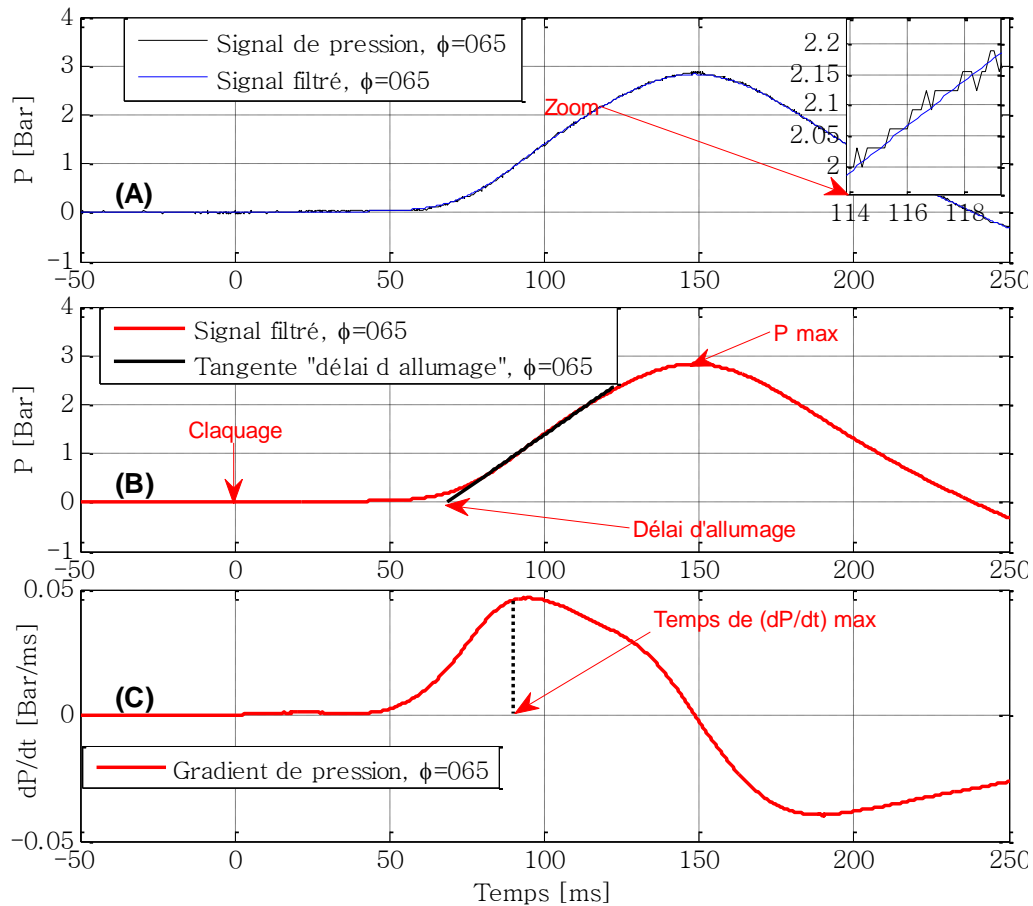 4
3
2
1
0
−1
P [Bar]
Signal de pression, ϕ=065
Signal filtré, ϕ=065
(A)
Zoom
2.2
2.15
2.1
2.05
2
114 116 118
−50 0 50 100 150 200 250
4
3
2
1
0
−1
P [Bar]
Signal filtré, ϕ=065
Tangente "délai d allumage", ϕ=065
P max
Claquage
(B)
Délai d'allumage
−50 0 50 100 150 200 250
0.05
0
−0.05
dP/dt [Bar/ms]
Temps de (dP/dt) max
(C)
Gradient de pression, ϕ=065
−50 0 50 100 150 200 250
Temps [ms]